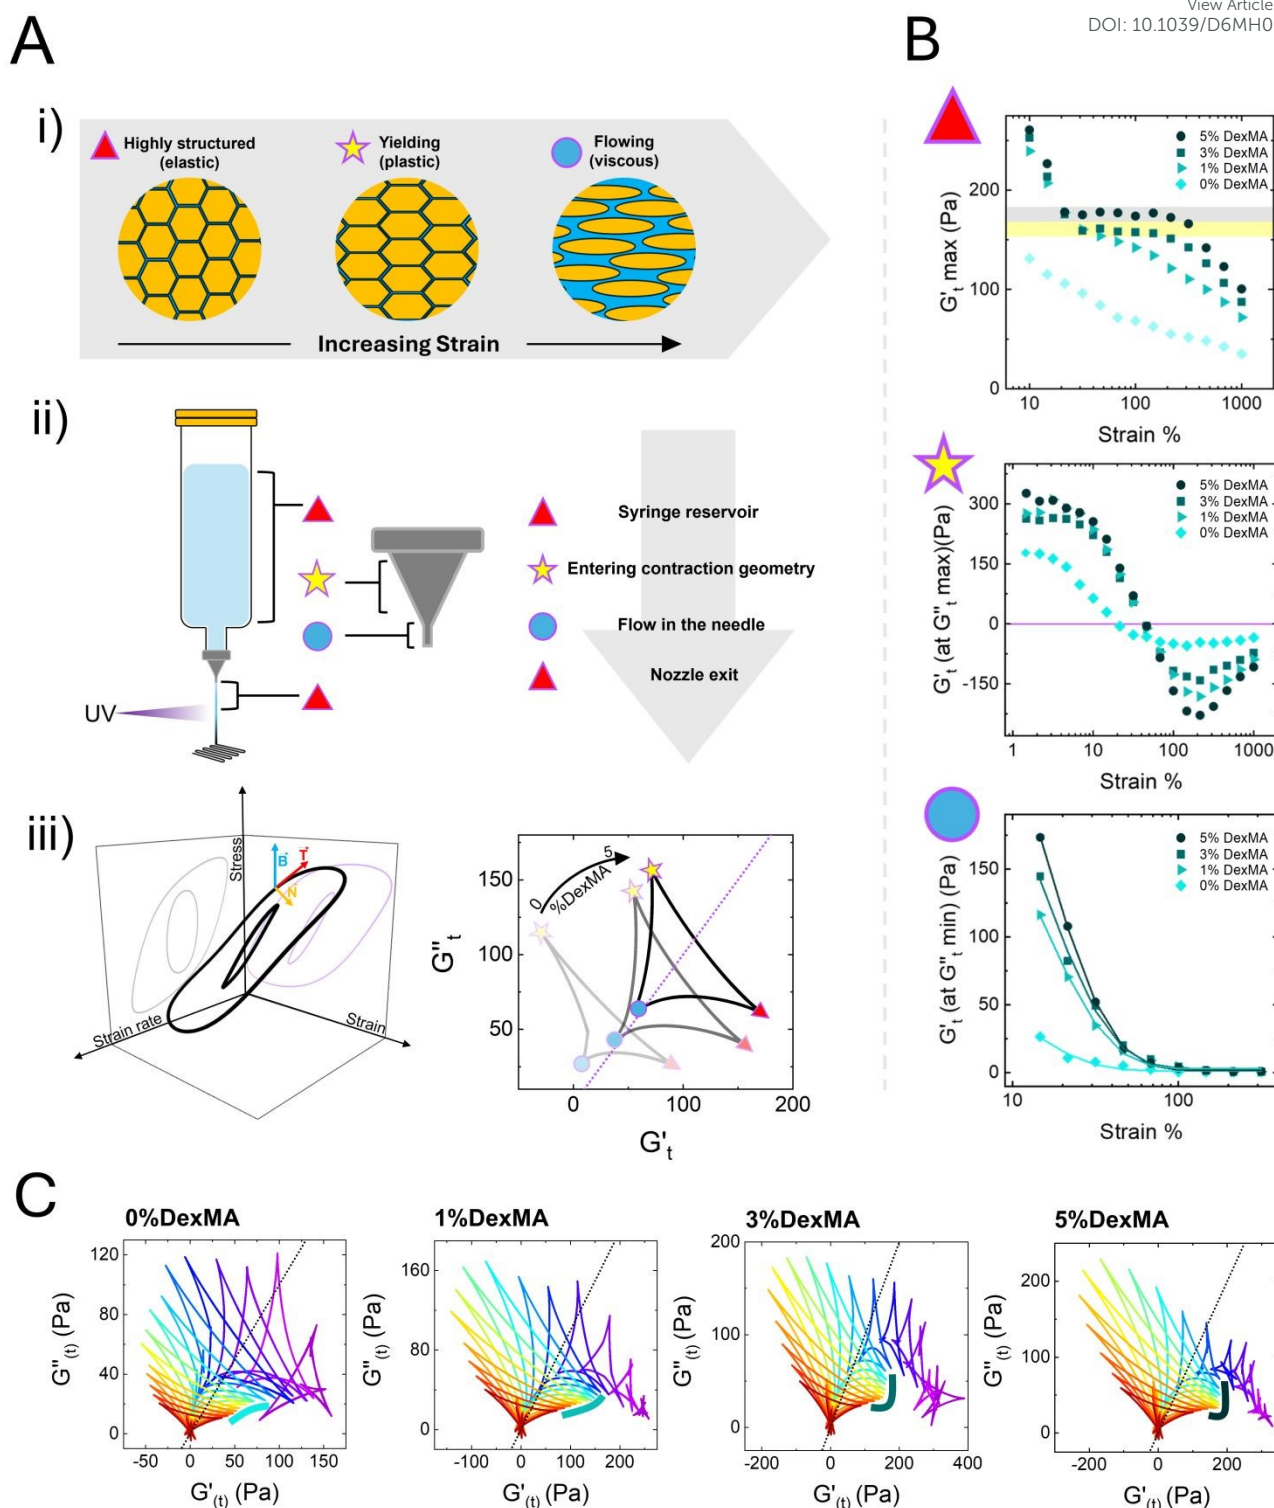 View Article
DOI: 10.1039/D6MH0
A
i)
Highly structured
(elastic)
Yielding
(plastic)
Flowing
(viscous)
Increasing Strain
ii)
UV
Syringe reservoir
Entering contraction geometry
Flow in the needle
Nozzle exit
iii)
Stress
B
T
N
Strain rate
Strain
0
%DexMA
5
G"t
150
100
50
0
100
200
G't
B
5% DexMA
3% DexMA
1% DexMA
0% DexMA
G't max (Pa)
200
100
0
10
100
1000
Strain %
5% DexMA
3% DexMA
1% DexMA
0% DexMA
G't (at G"t max)(Pa)
300
150
0
-150
1
10
100
1000
Strain %
5% DexMA
3% DexMA
1% DexMA
0% DexMA
G't (at G"t min) (Pa)
150
100
50
0
10
100
Strain %
C
0%DexMA
G"(t) (Pa)
120
80
40
0
-50
0
50
100
150
G'(t) (Pa)
1%DexMA
G"(t) (Pa)
160
80
0
-100
0
100
200
G'(t) (Pa)
3%DexMA
G"(t) (Pa)
200
100
0
-200
0
200
400
G'(t) (Pa)
5%DexMA
G"(t) (Pa)
200
100
0
-200
0
200
G'(t) (Pa)